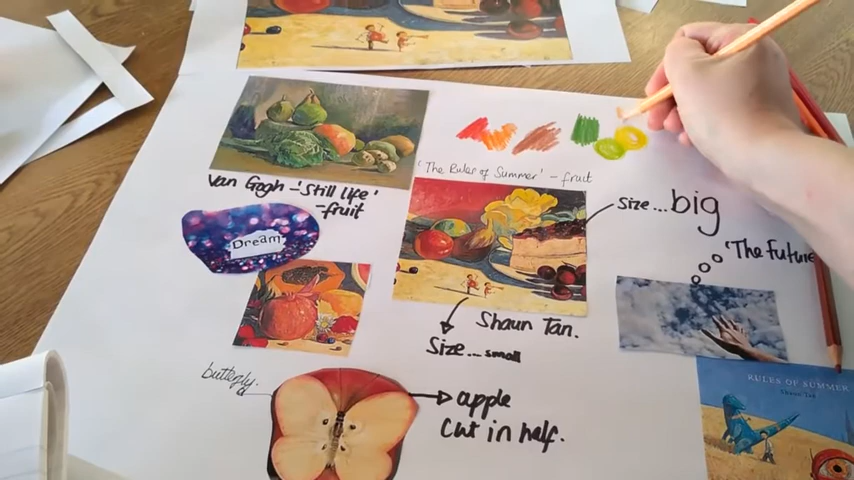 'The Rules of Summer' - fruit
Van Gogh - 'Still life'
- fruit
Dream
Size... big
'The Future
Shaun Tan.
Size... small
butterfly.
apple
Cut in half.
RULES OF SUMMER
Shaun Tan